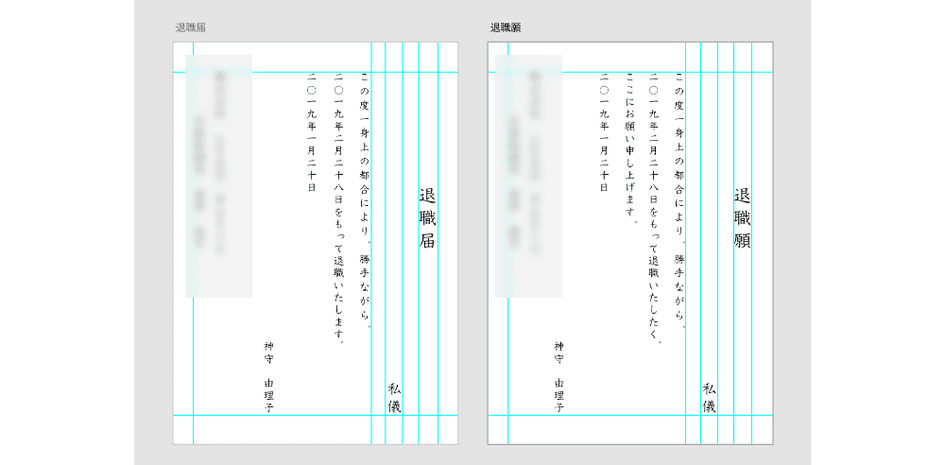 退職届
退職届
私儀
この度一身上の都合により、勝手ながら、
二〇一九年二月二十八日をもって退職いたします。
二〇一九年一月二十日
神守 由理子
退職願
退職願
私儀
この度一身上の都合により、勝手ながら、
二〇一九年二月二十八日をもって退職いたしたく、
ここにお願い申し上げます。
二〇一九年一月二十日
神守 由理子